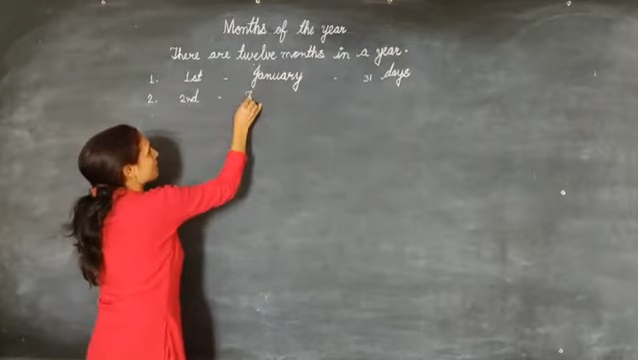 Months of the year
There are twelve months in a year.
1. 1st - January - 31 days
2. 2nd -